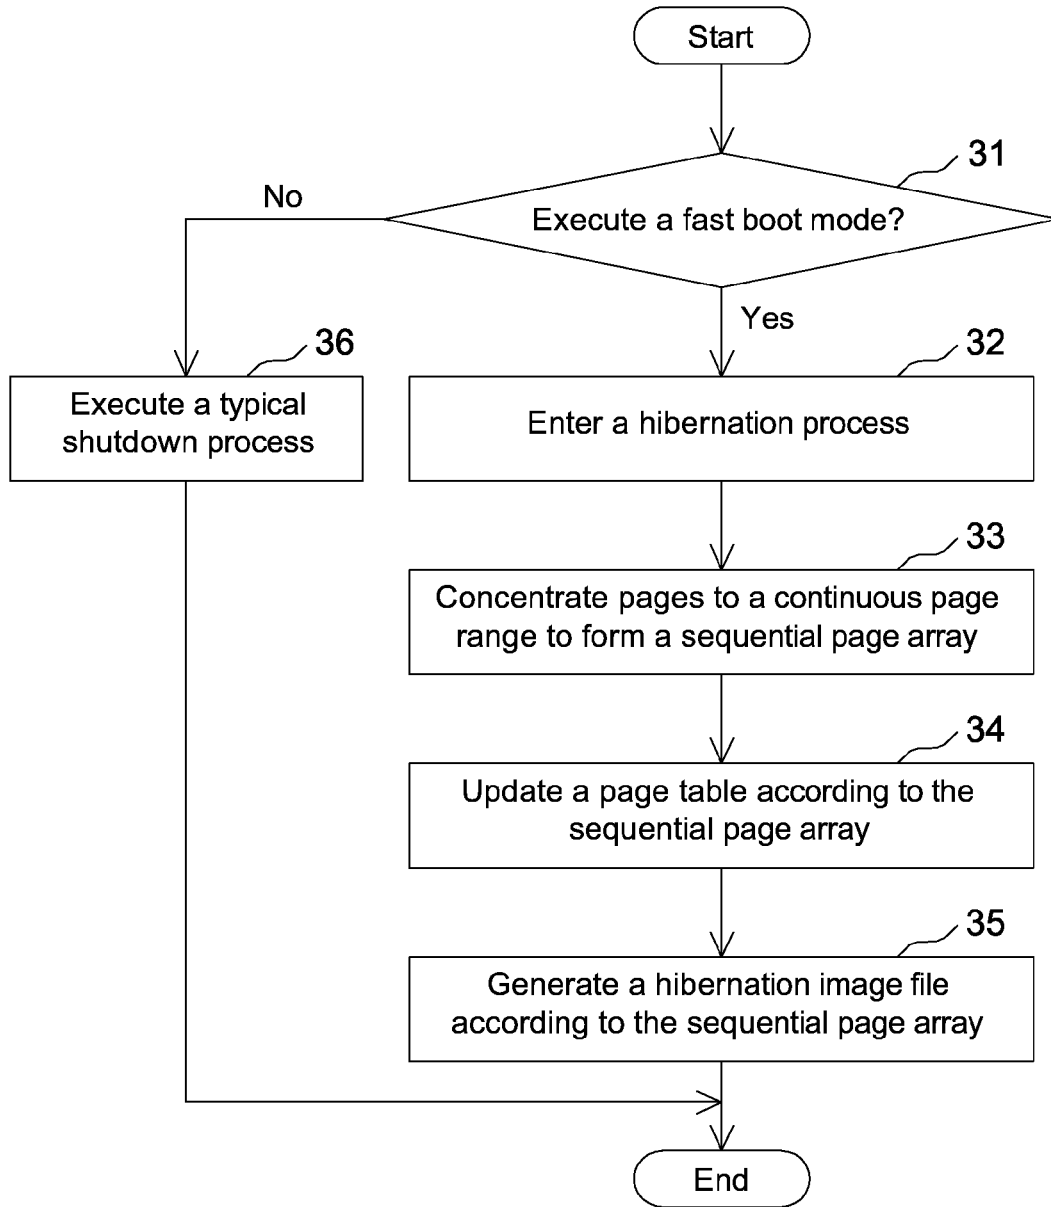 Start
31
Execute a fast boot mode?
No
Yes
36
Execute a typical
shutdown process
32
Enter a hibernation process
33
Concentrate pages to a continuous page
range to form a sequential page array
34
Update a page table according to the
sequential page array
35
Generate a hibernation image file
according to the sequential page array
End